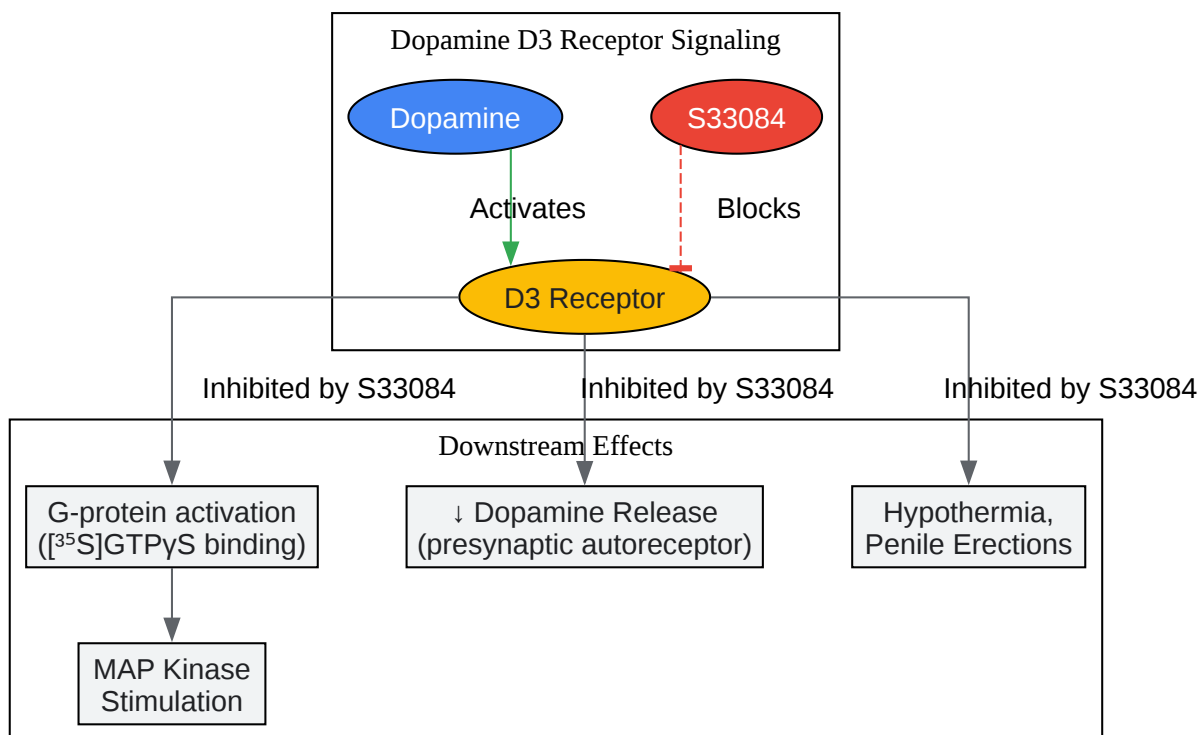 Dopamine D3 Receptor Signaling
Dopamine
S33084
Activates
Blocks
D3 Receptor
Inhibited by S33084
Inhibited by S33084
Inhibited by S33084
Downstream Effects
G-protein activation
([³⁵S]GTPγS binding)
↓ Dopamine Release
(presynaptic autoreceptor)
Hypothermia,
Penile Erections
MAP Kinase
Stimulation